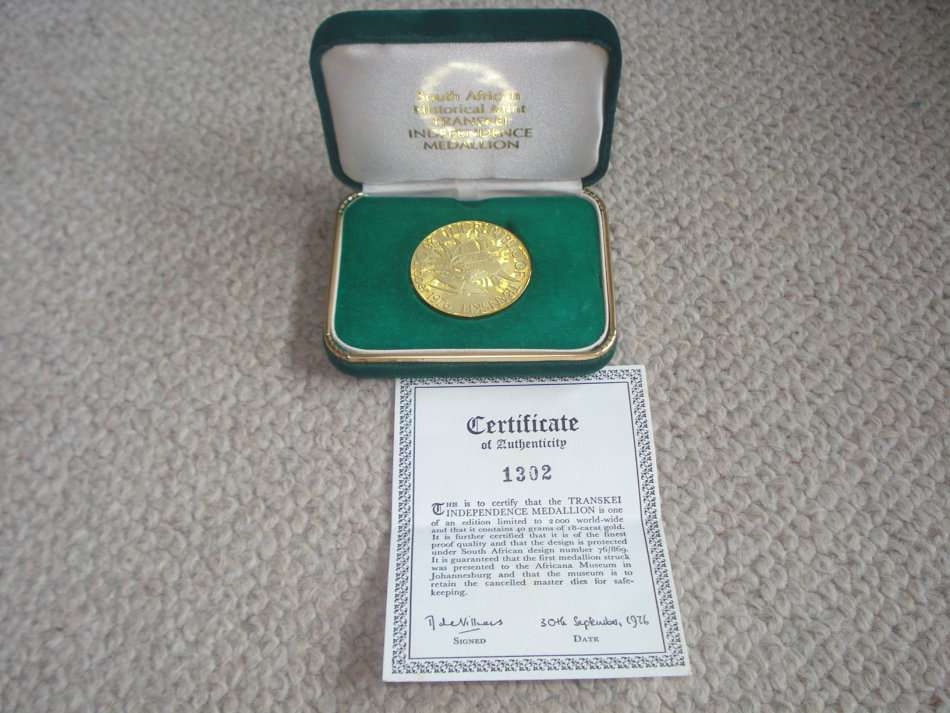 South African
Historical Mint
TRANSKEI
INDEPENDENCE
MEDALLION
REPUBLIC OF TRANSKEI
Certificate
of Authenticity
1302
THIS is to certify that the TRANSKEI
INDEPENDENCE MEDALLION is one
of an edition limited to 2000 world-wide
and that it contains 40 grams of 18-carat gold.
It is further certified that it is of the finest
proof quality and that the design is protected
under South African design number 76/869.
It is guaranteed that the first medallion struck
was presented to the Africana Museum in
Johannesburg and that the museum is to
retain the cancelled master dies for safe-
keeping.
30th September, 1976
SIGNED
DATE